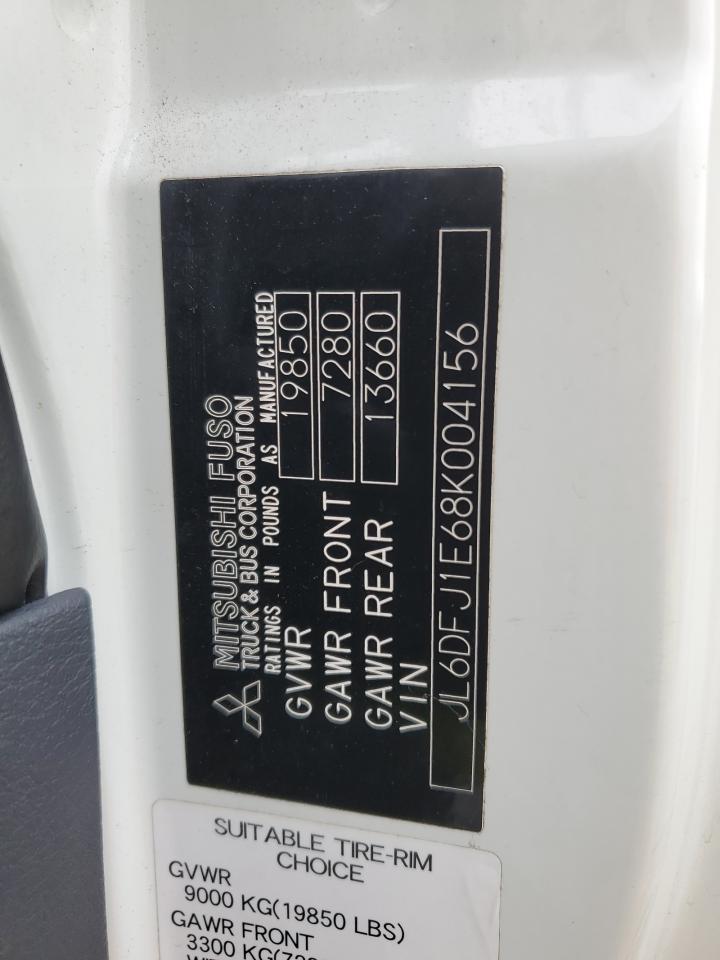 MITSUBISHI FUSO
TRUCK & BUS CORPORATION
RATINGS IN POUNDS AS MANUFACTURED
GVWR 19850
GAWR FRONT 7280
GAWR REAR 13660
VIN
JL6DFJ1E68K004156
SUITABLE TIRE-RIM
CHOICE
GVWR
9000 KG(19850 LBS)
GAWR FRONT
3300 KG(